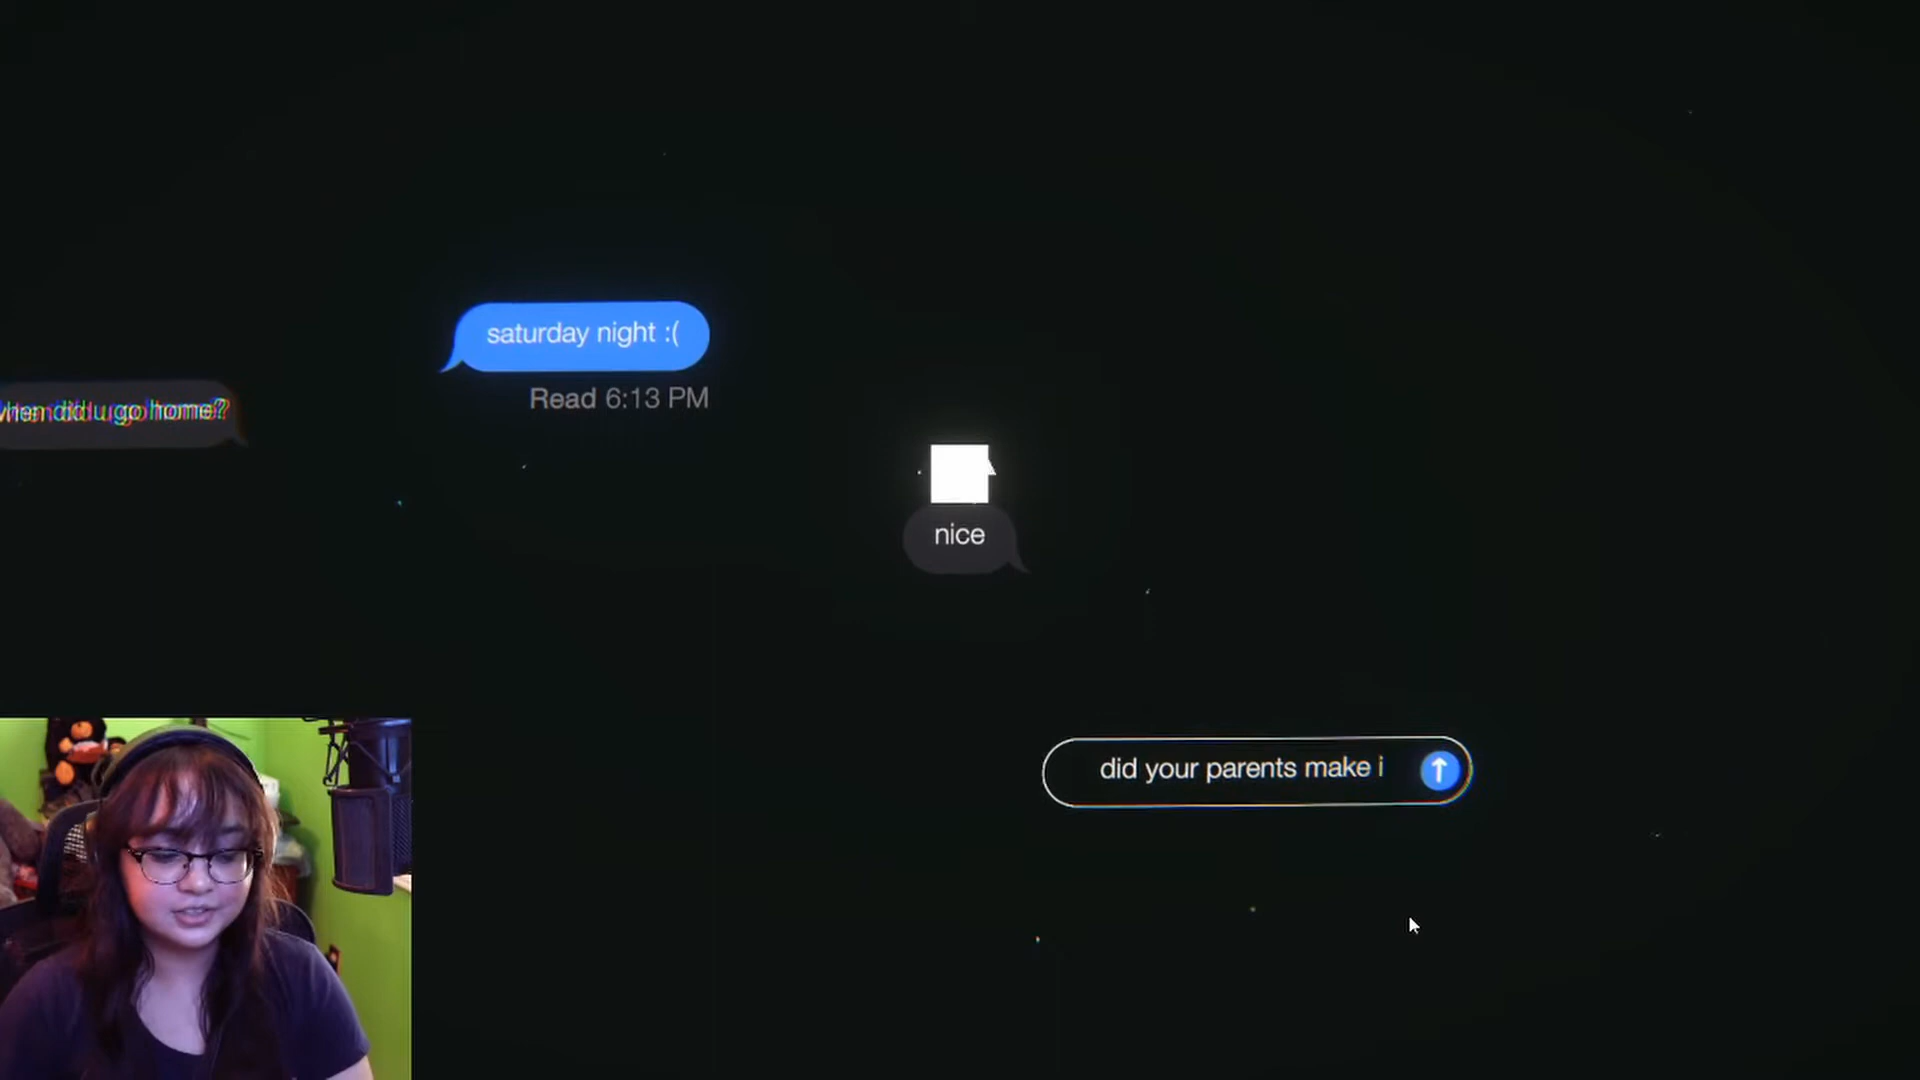 saturday night :(
Read 6:13 PM
when did u go home?
nice
did your parents make i